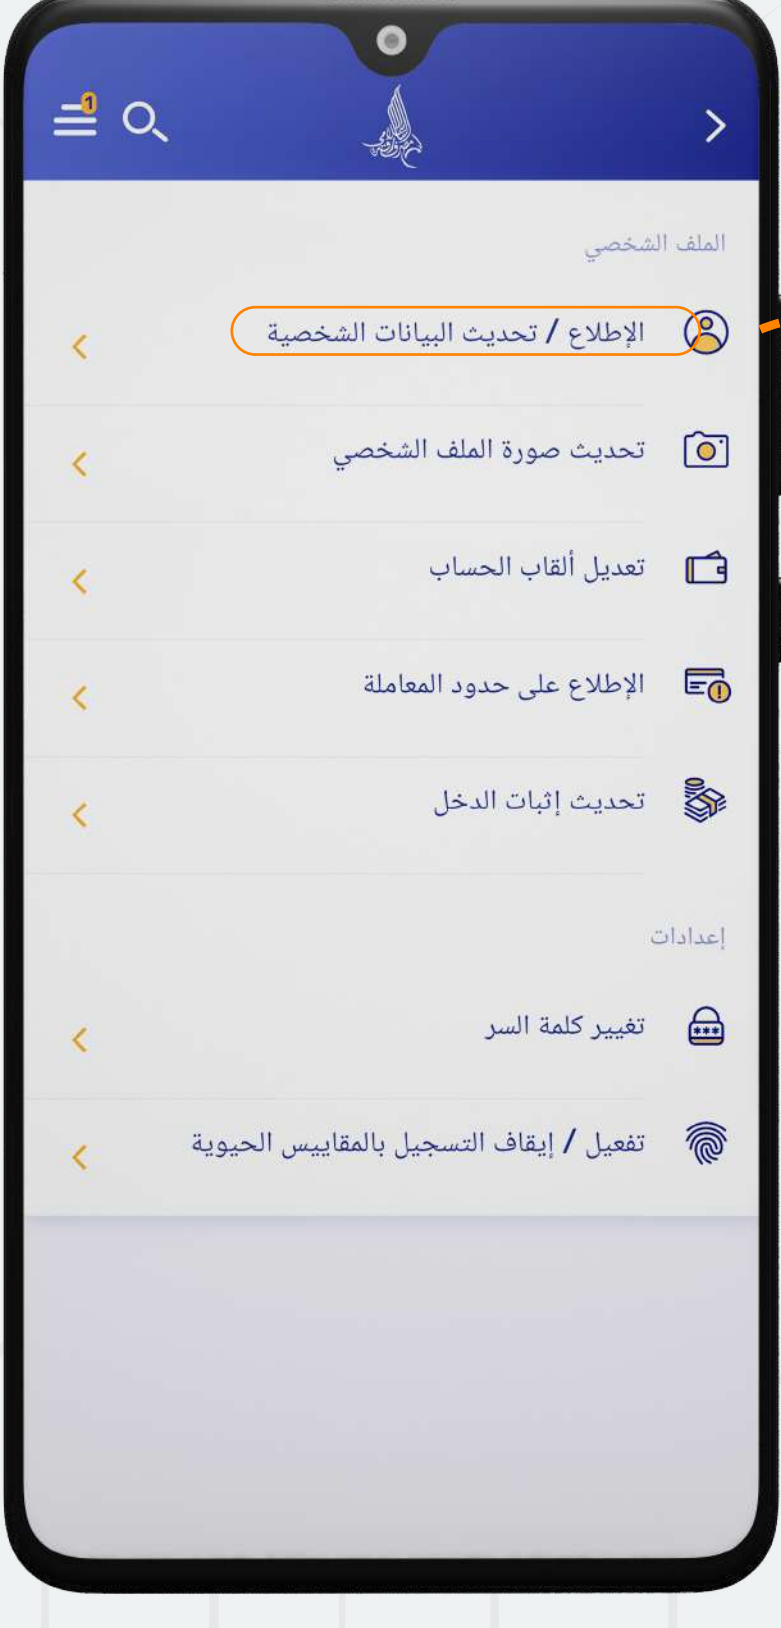 1
الملف الشخصي
الإطلاع / تحديث البيانات الشخصية
تحديث صورة الملف الشخصي
تعديل ألقاب الحساب
الإطلاع على حدود المعاملة
تحديث إثبات الدخل
إعدادات
تغيير كلمة السر
تفعيل / إيقاف التسجيل بالمقاييس الحيوية